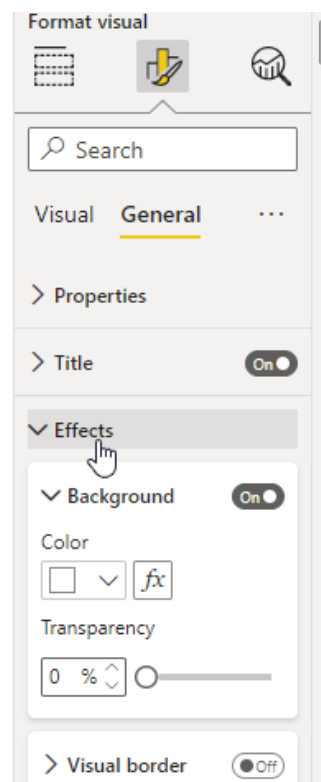 Format visual
Search
Visual General ...
Properties
Title On
Effects
Background On
Color
fx
Transparency
0 %
Visual border Off